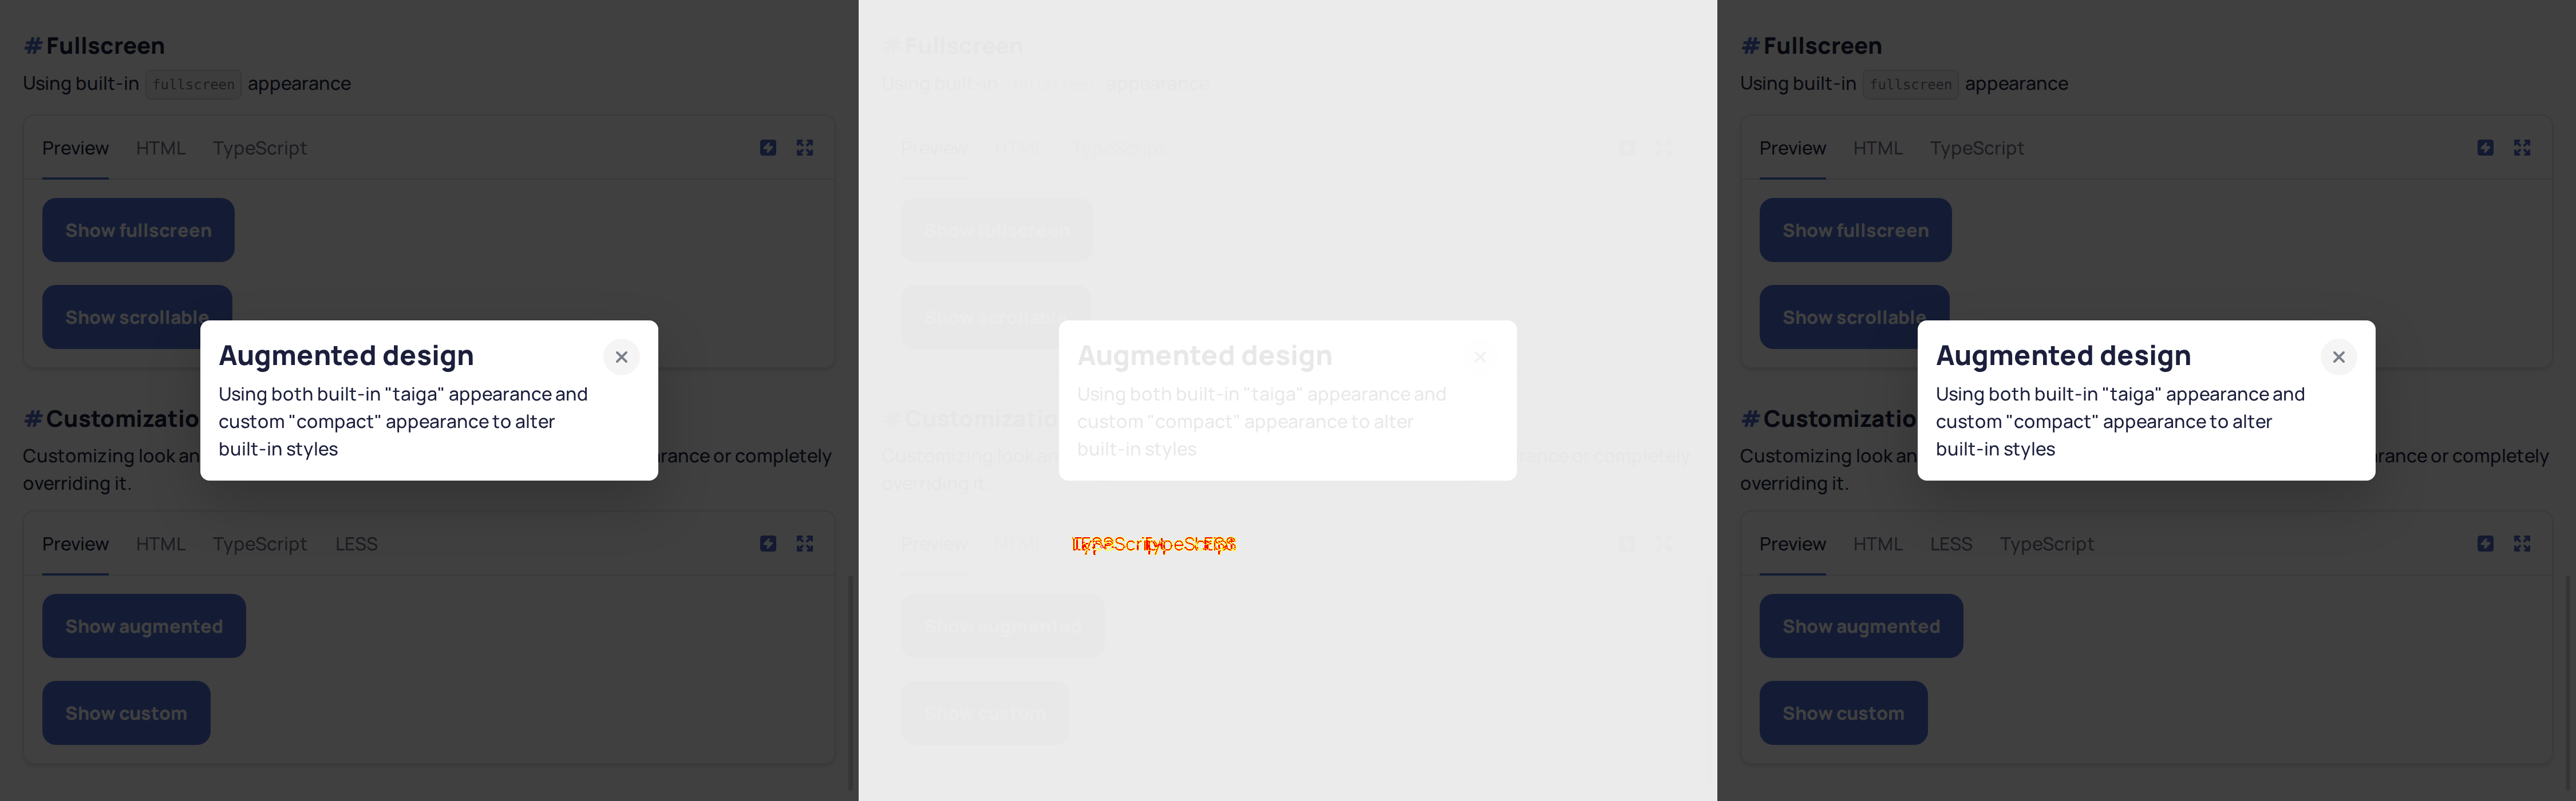 #Fullscreen
Using built-in fullscreen appearance
Preview HTML TypeScript
Show fullscreen
Show scrollable
Augmented design
Using both built-in "taiga" appearance and
custom "compact" appearance to alter
built-in styles
#Customizatio
Customizing look an rance or completely
overriding it.
Preview HTML TypeScript LESS
Show augmented
Show custom
#Fullscreen
Using built-in fullscreen appearance
Preview HTML TypeScript
Show fullscreen
Show scrollable
Augmented design
Using both built-in "taiga" appearance and
custom "compact" appearance to alter
built-in styles
#Customizatio
Customizing look an rance or completely
overriding it.
Preview HTML
Show augmented
Show custom
#Fullscreen
Using built-in fullscreen appearance
Preview HTML TypeScript
Show fullscreen
Show scrollable
Augmented design
Using both built-in "taiga" appearance and
custom "compact" appearance to alter
built-in styles
#Customizatio
Customizing look an rance or completely
overriding it.
Preview HTML LESS TypeScript
Show augmented
Show custom